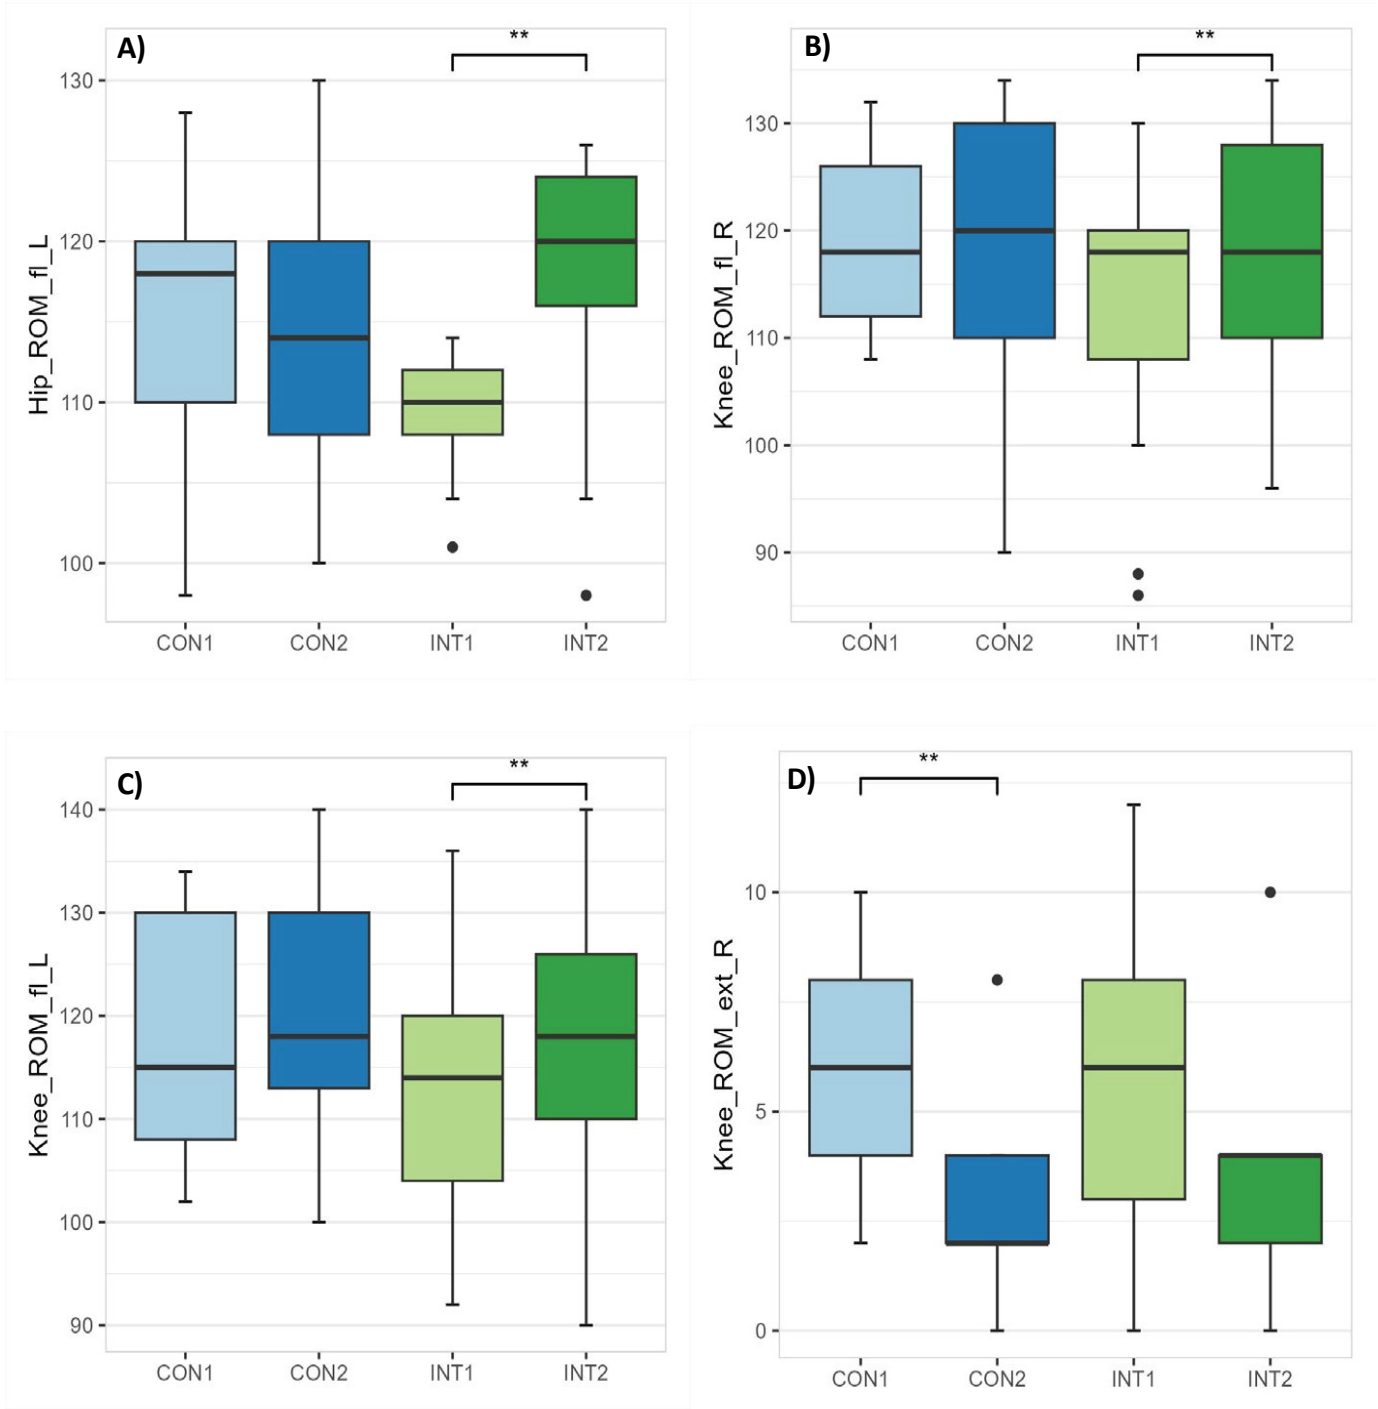 A)
**
Hip_ROM_fl_L
130
120
110
100
CON1 CON2 INT1 INT2
B)
**
Knee_ROM_fl_R
130
120
110
100
90
CON1 CON2 INT1 INT2
C)
**
Knee_ROM_fl_L
140
130
120
110
100
90
CON1 CON2 INT1 INT2
D)
**
Knee_ROM_ext_R
10
5
0
CON1 CON2 INT1 INT2